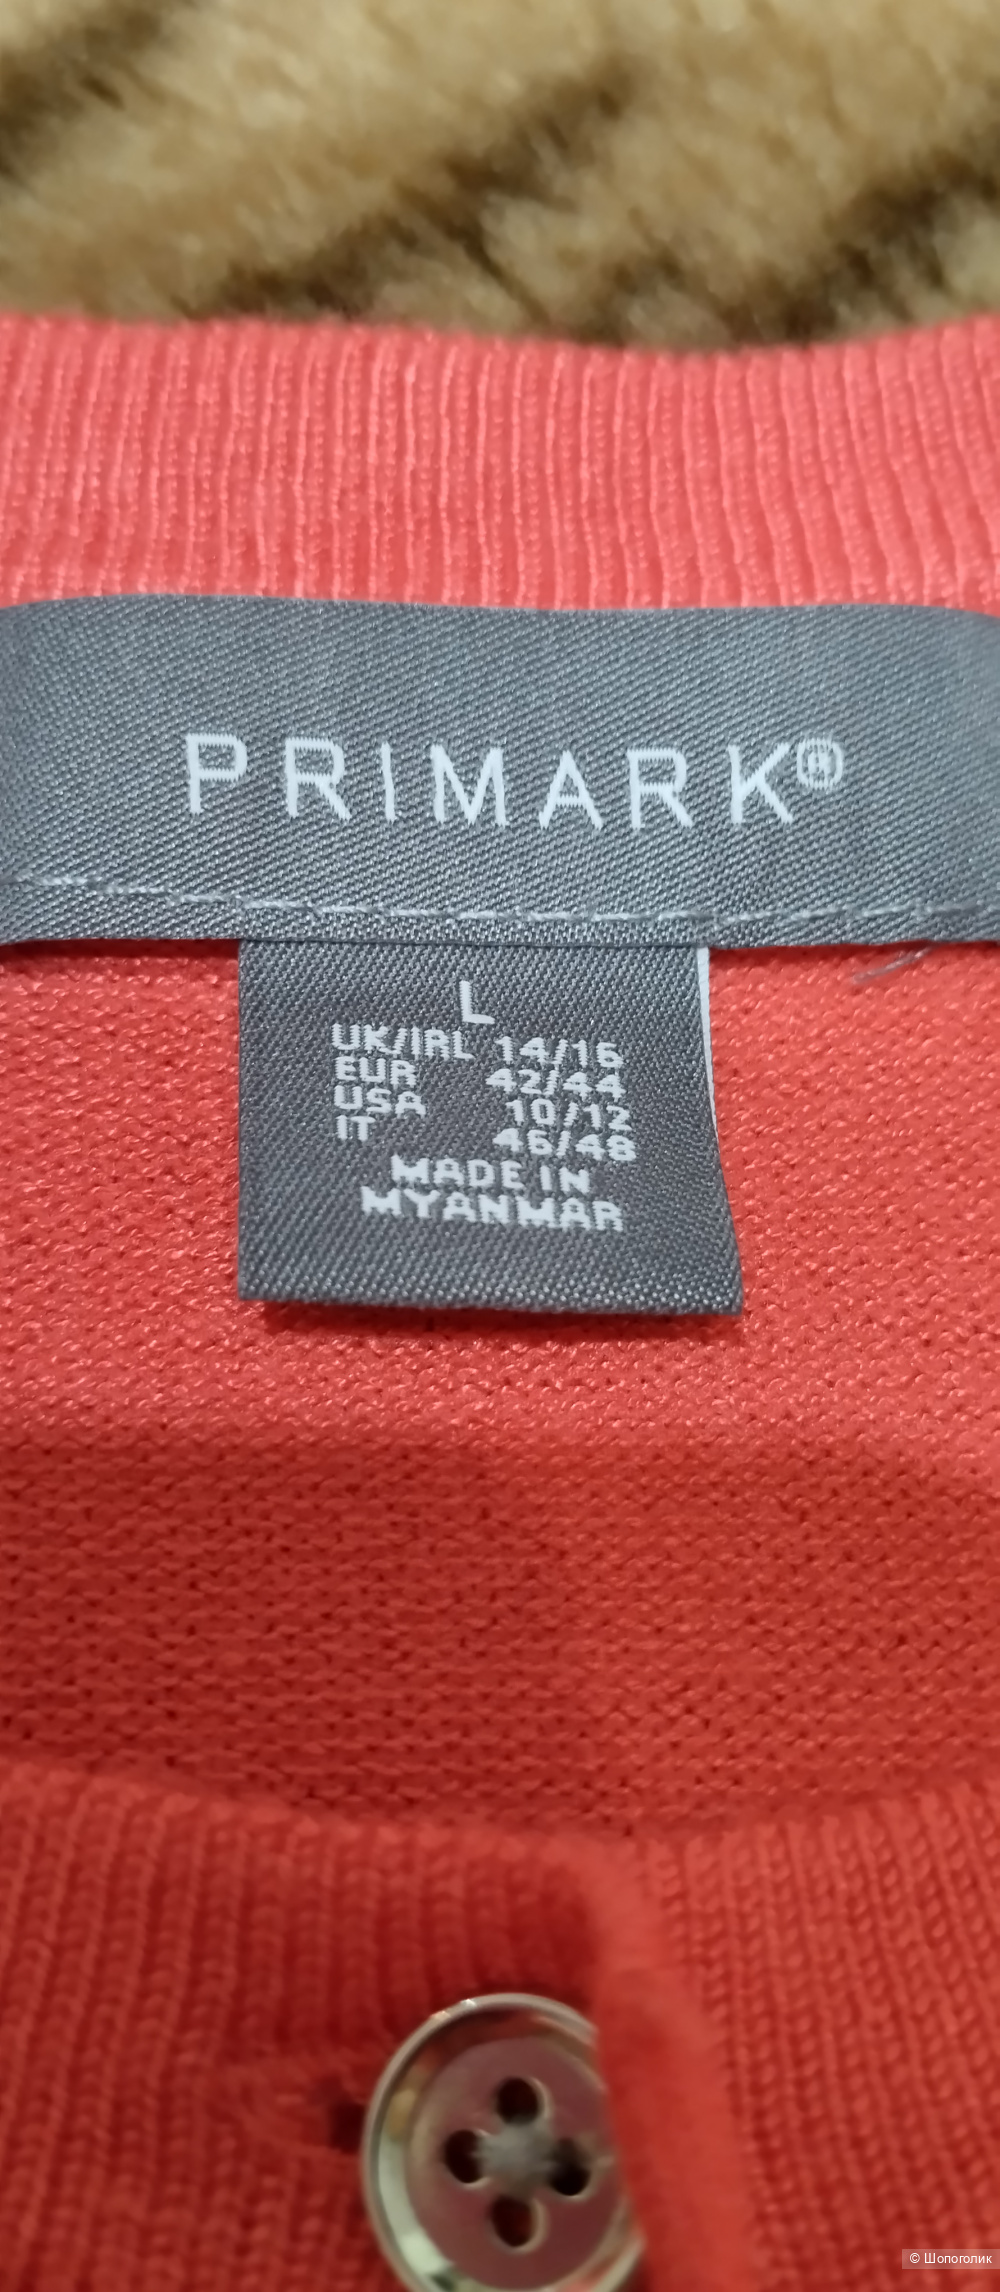 PRIMARK®
L
UK/IRL 14/16
EUR 42/44
USA 10/12
IT 46/48
MADE IN
MYANMAR
© Шопоголик